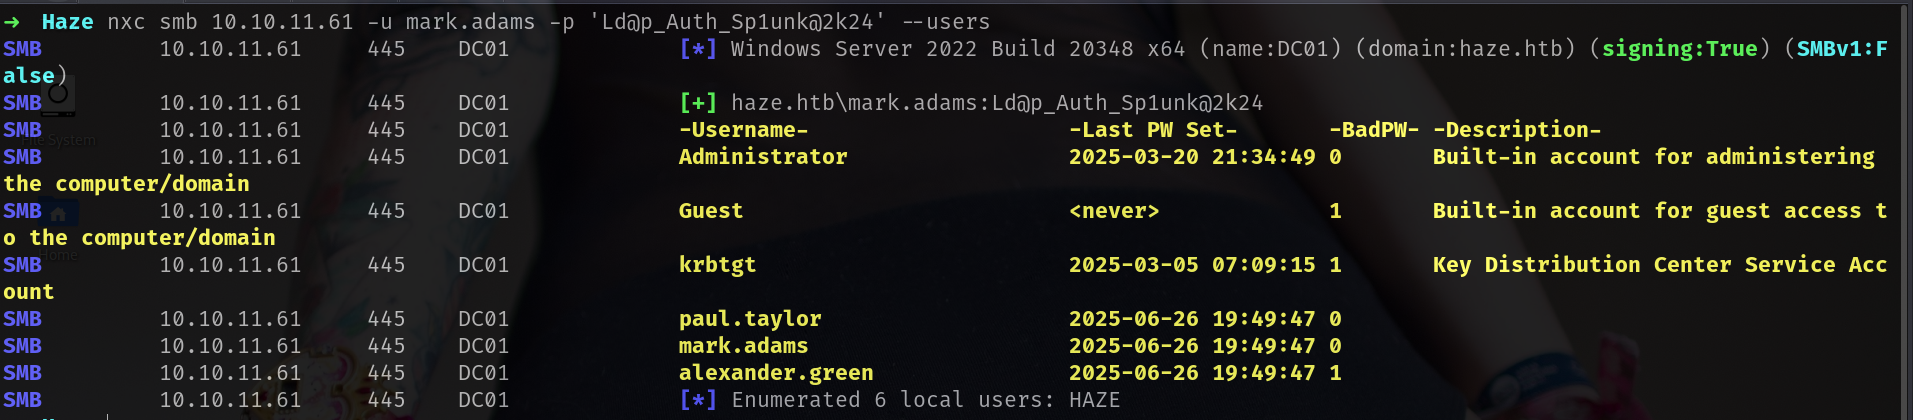 → Haze nxc smb 10.10.11.61 -u mark.adams -p 'Ld@p_Auth_Sp1unk@2k24' --users
SMB 10.10.11.61 445 DC01 [*] Windows Server 2022 Build 20348 x64 (name:DC01) (domain:haze.htb) (signing:True) (SMBv1:F
alse)
SMB 10.10.11.61 445 DC01 [+] haze.htb\mark.adams:Ld@p_Auth_Sp1unk@2k24
SMB 10.10.11.61 445 DC01 -Username- -Last PW Set- -BadPW- -Description-
File System
SMB 10.10.11.61 445 DC01 Administrator 2025-03-20 21:34:49 0 Built-in account for administering
the computer/domain
SMB 10.10.11.61 445 DC01 Guest <never> 1 Built-in account for guest access t
o the computer/domain
Home
SMB 10.10.11.61 445 DC01 krbtgt 2025-03-05 07:09:15 1 Key Distribution Center Service Acc
ount
SMB 10.10.11.61 445 DC01 paul.taylor 2025-06-26 19:49:47 0
SMB 10.10.11.61 445 DC01 mark.adams 2025-06-26 19:49:47 0
SMB 10.10.11.61 445 DC01 alexander.green 2025-06-26 19:49:47 1
SMB 10.10.11.61 445 DC01 [*] Enumerated 6 local users: HAZE